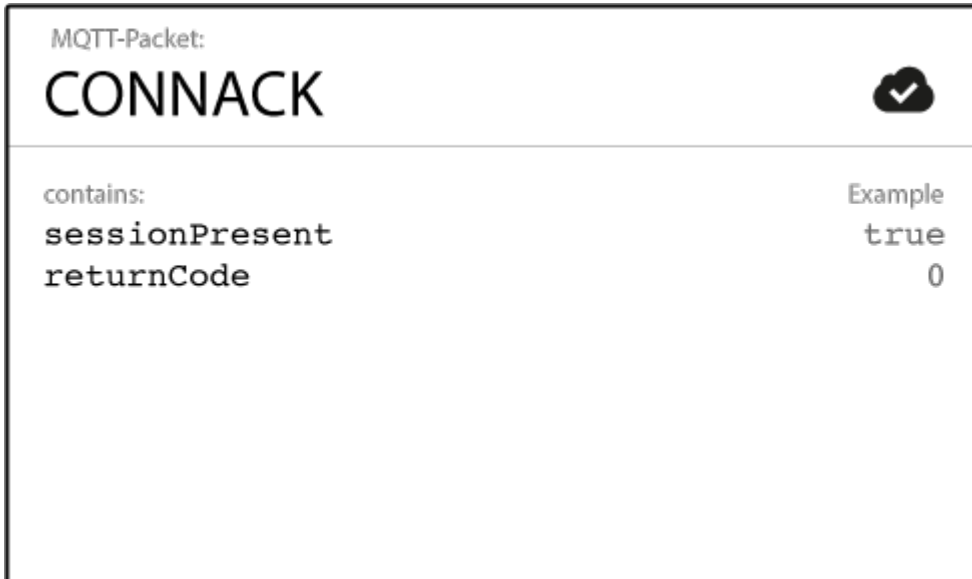 MQTT-Packet:
CONNACK
contains: Example
sessionPresent true
returnCode 0